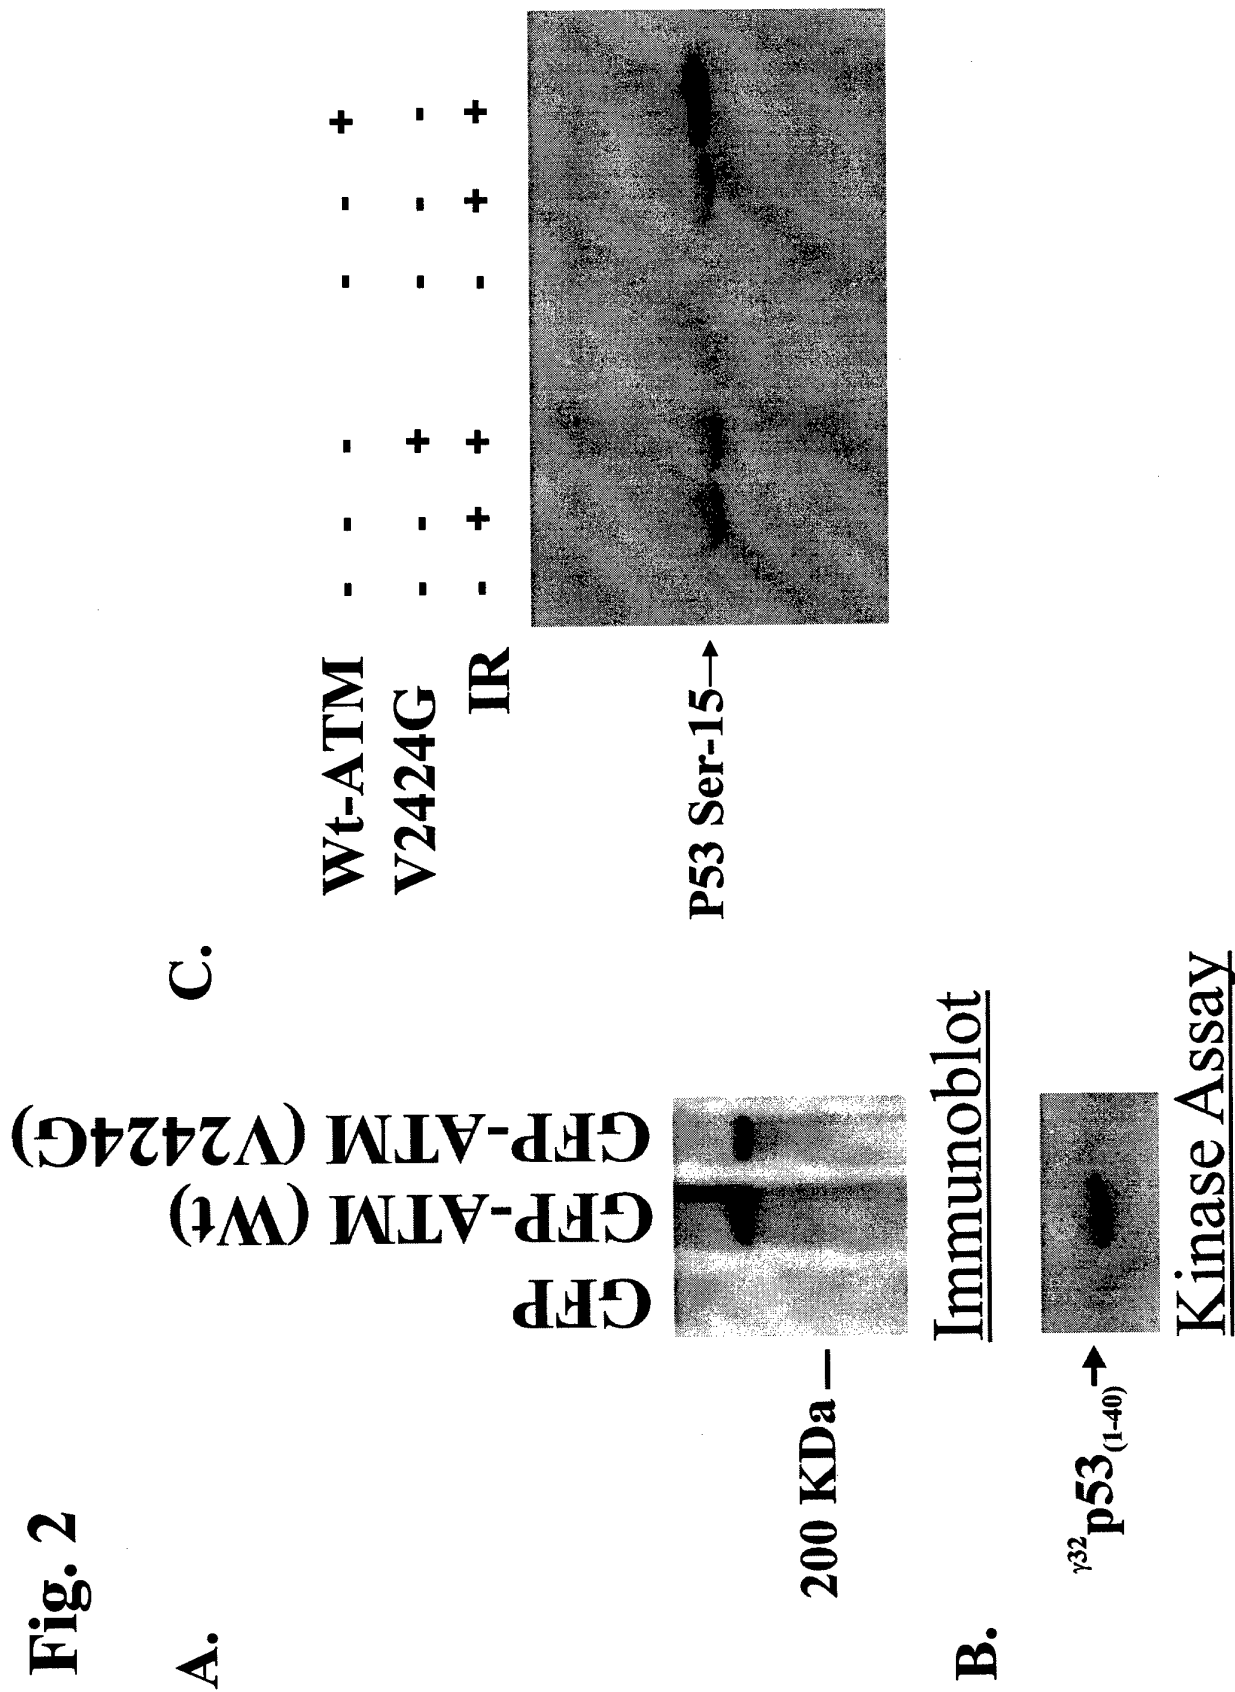 Fig. 2
A.
GFP
GFP-ATM (Wt)
GFP-ATM (V2424G)
200 KDa
Immunoblot
B.
γ32p53(1-40)
Kinase Assay
C.
Wt-ATM - - - - - +
V2424G - - + - - -
IR - + + - + +
P53 Ser-15